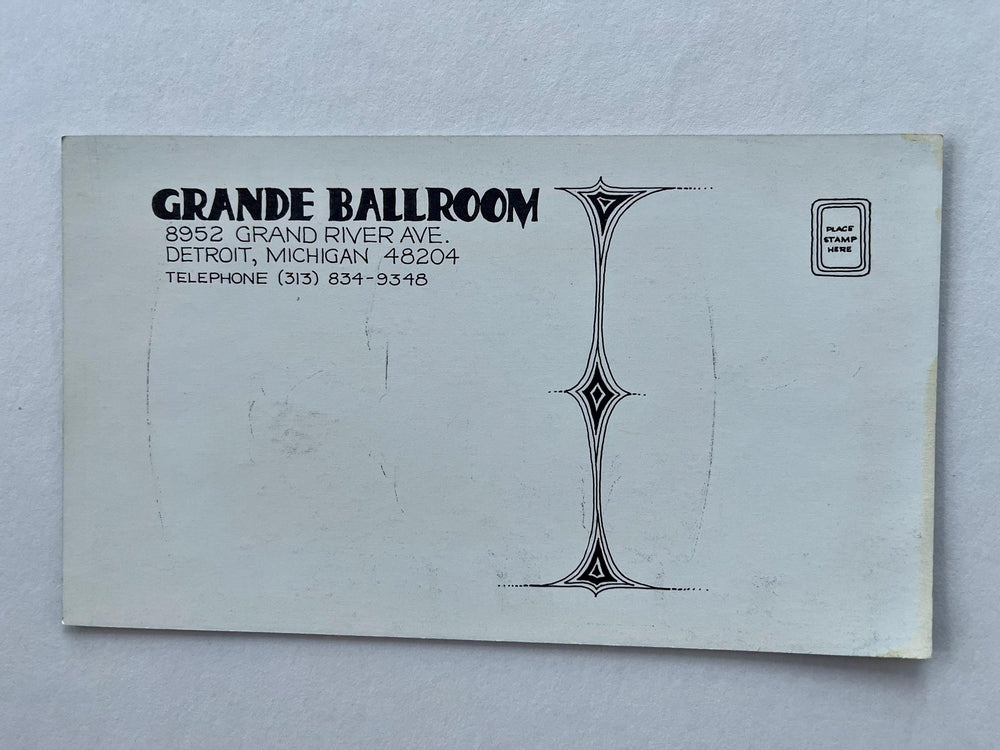 GRANDE BALLROOM
8952 GRAND RIVER AVE.
DETROIT, MICHIGAN 48204
TELEPHONE (313) 834-9348
PLACE
STAMP
HERE